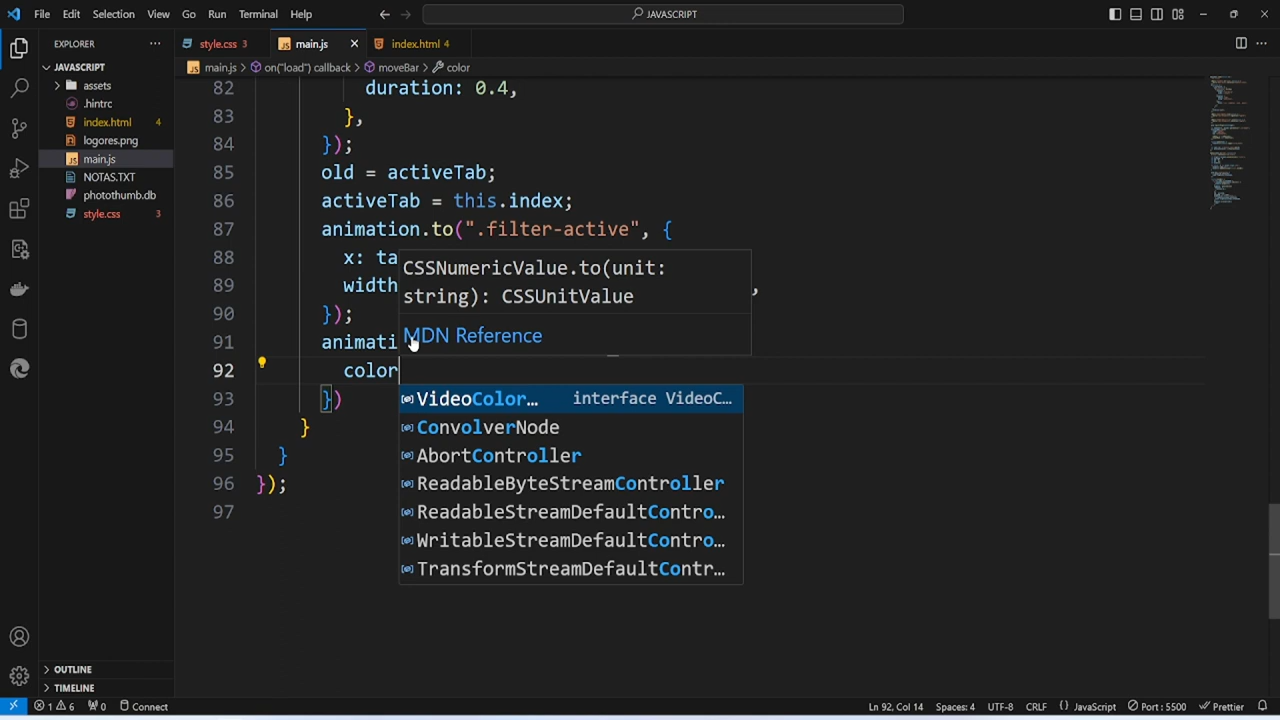 File Edit Selection View Go Run Terminal Help
JAVASCRIPT
EXPLORER
style.css 3
main.js
index.html 4
JAVASCRIPT
main.js > on("load") callback > moveBar > color
assets
.hintrc
index.html 4
logores.png
main.js
NOTAS.TXT
photothumb.db
style.css 3
82 duration: 0.4,
83 },
84 });
85 old = activeTab;
86 activeTab = this.index;
87 animation.to(".filter-active", {
88 x: ta
89 width ,
90 });
91 animati
92 color
93 })
94 }
95 }
96 });
97
CSSNumericValue.to(unit:
string): CSSUnitValue
MDN Reference
VideoColor… interface VideoC…
ConvolverNode
AbortController
ReadableByteStreamController
ReadableStreamDefaultContro…
WritableStreamDefaultContro…
TransformStreamDefaultContr…
OUTLINE
TIMELINE
1 6 0 Connect
Ln 92, Col 14 Spaces: 4 UTF-8 CRLF {} JavaScript Port : 5500 Prettier